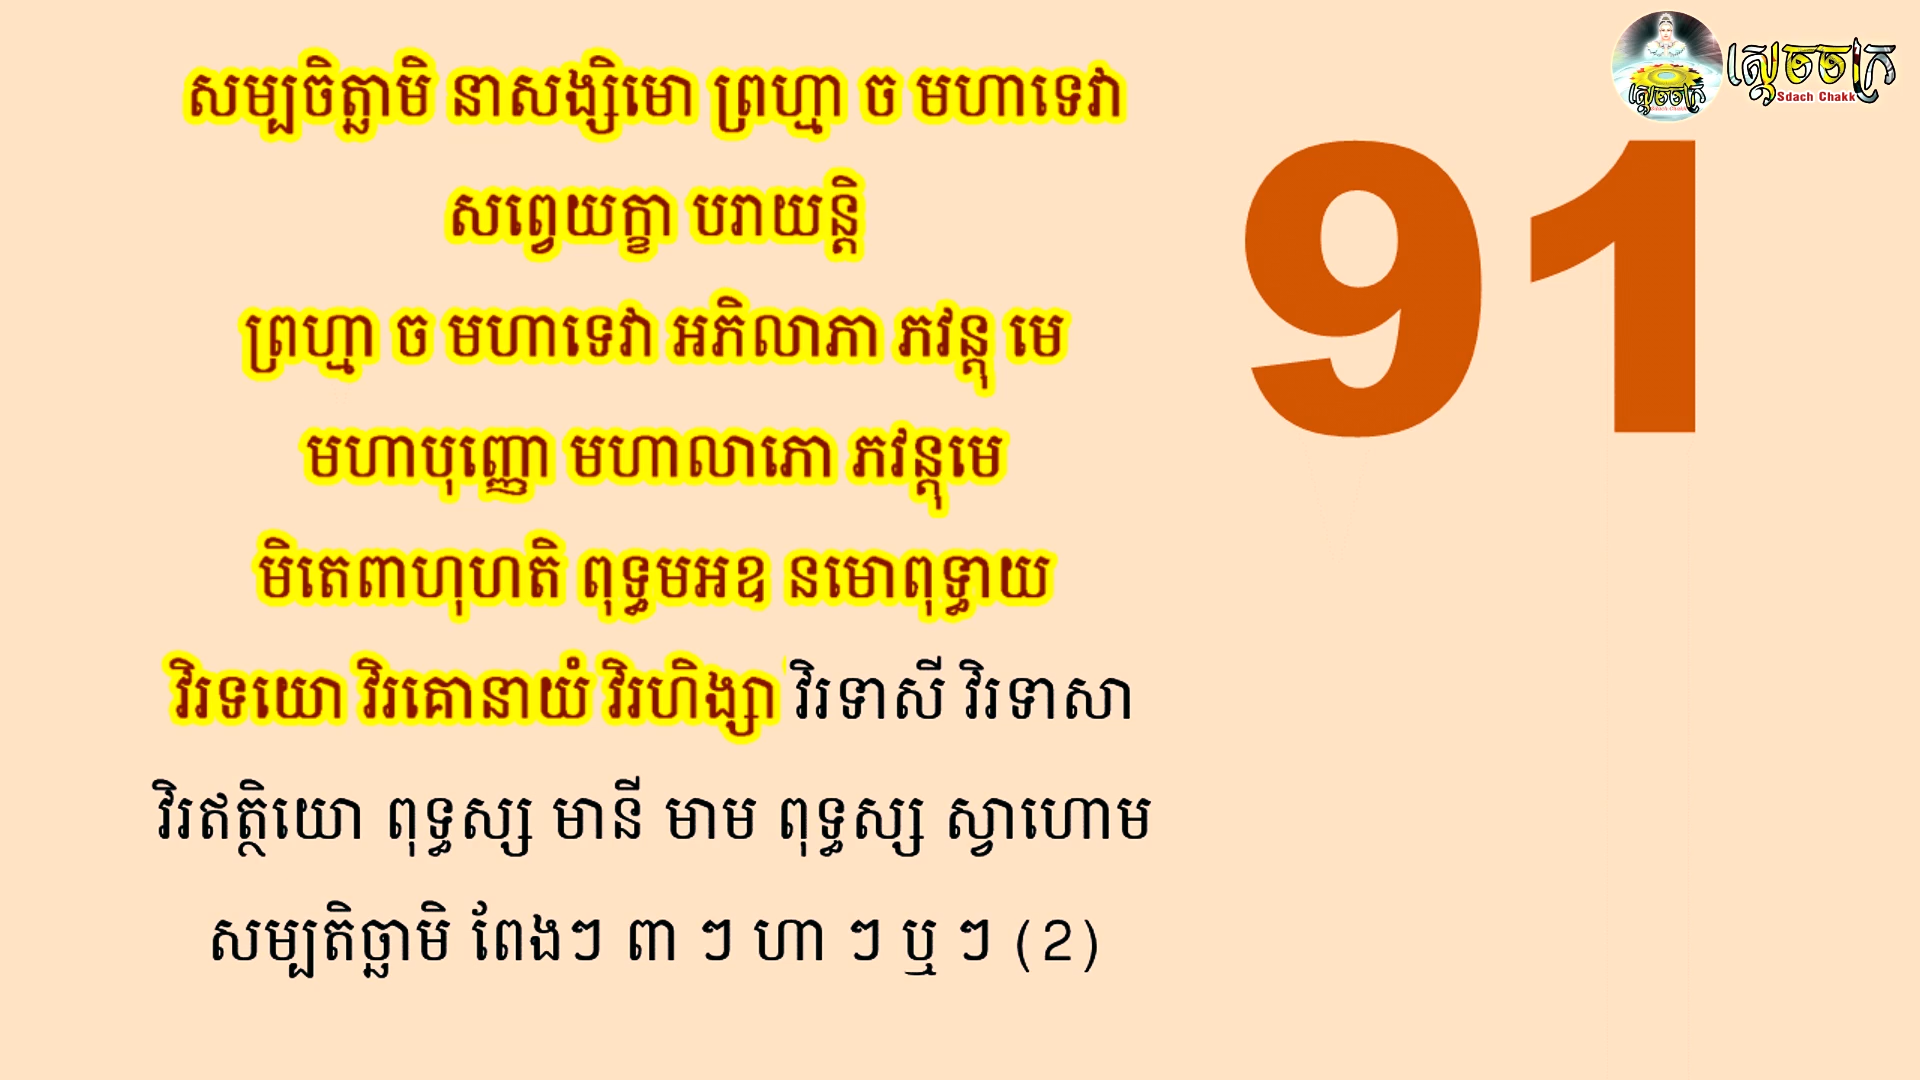 សម្បចិត្ឆាមិ នាសង្សិមោ ព្រហ្មា ច មហាទេវា
សព្វេយក្ខា បរាយន្តិ
ព្រហ្មា ច មហាទេវា អភិលាភា ភវន្តុ មេ
មហាបុញ្ញោ មហាលាភោ ភវន្តុមេ
មិតេពាហុហតិ ពុទ្ធមអឧ នមោពុទ្ធាយ
វិរទយោ វិរគោនាយំ វិរហិង្សា វិរទាសី វិរទាសា
វិរឥត្ថិយោ ពុទ្ធស្ស មានី មាម ពុទ្ធស្ស ស្វាហោម
សម្បតិច្ឆាមិ ពែងៗ ពា ៗ ហា ៗ ឬ ៗ (2)
91
ស្តេចចក្រ
Sdach Chakk
ស្តេចចក្រ